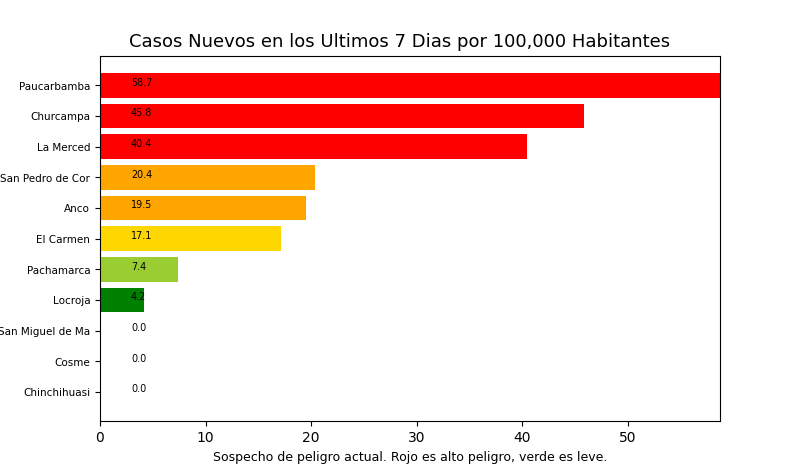 Casos Nuevos en los Ultimos 7 Dias por 100,000 Habitantes
Paucarbamba 58.7
Churcampa 45.8
La Merced 40.4
San Pedro de Cor 20.4
Anco 19.5
El Carmen 17.1
Pachamarca 7.4
Locroja 4.2
San Miguel de Ma 0.0
Cosme 0.0
Chinchihuasi 0.0
0 10 20 30 40 50
Sospecho de peligro actual. Rojo es alto peligro, verde es leve.